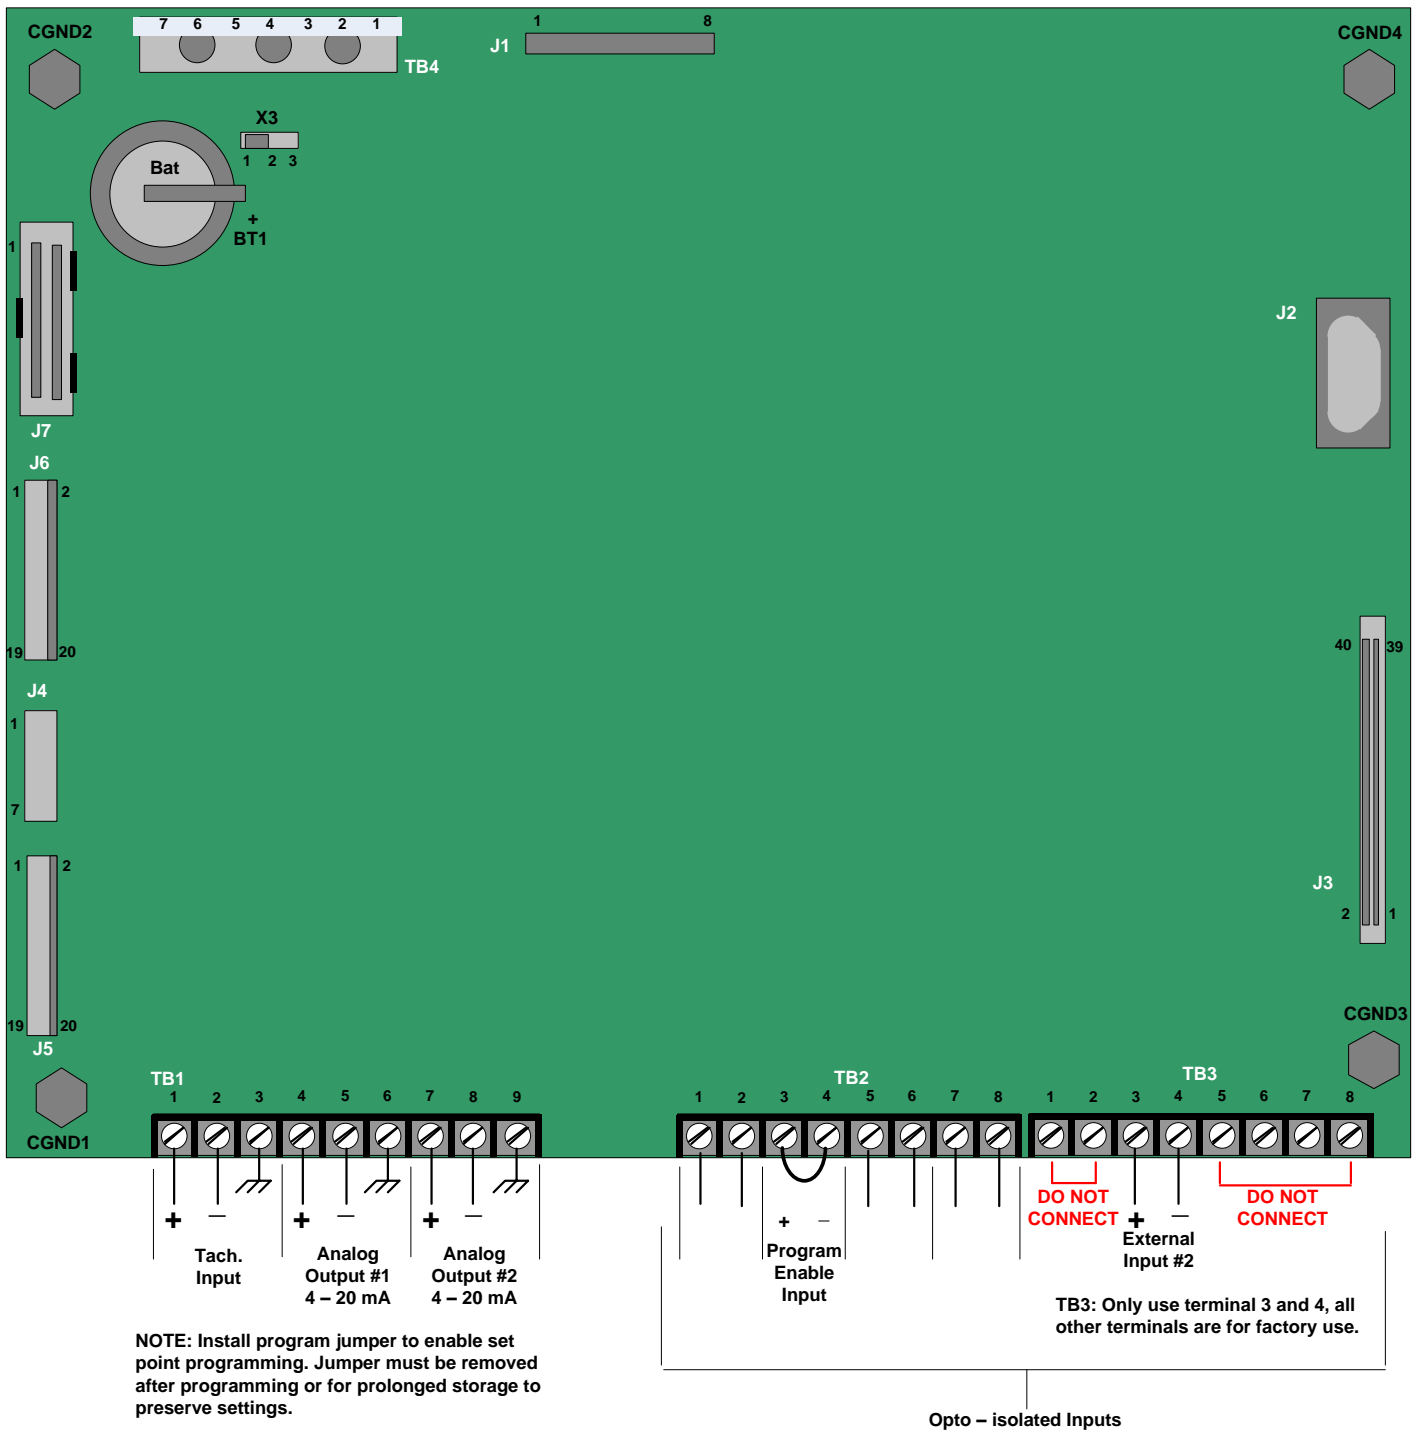 CGND2
7 6 5 4 3 2 1
TB4
J1
1 8
CGND4
X3
1 2 3
Bat
+
BT1
1
J7
J2
J6
1 2
19 20
J4
1
7
40 39
J3
2 1
1 2
19 20
J5
CGND1
CGND3
TB1
1 2 3 4 5 6 7 8 9
TB2
1 2 3 4 5 6 7 8
TB3
1 2 3 4 5 6 7 8
+ –
Tach.
Input
+ –
Analog
Output #1
4 – 20 mA
+ –
Analog
Output #2
4 – 20 mA
+ –
Program
Enable
Input
DO NOT
CONNECT
+ –
External
Input #2
DO NOT
CONNECT
TB3: Only use terminal 3 and 4, all
other terminals are for factory use.
NOTE: Install program jumper to enable set
point programming. Jumper must be removed
after programming or for prolonged storage to
preserve settings.
Opto – isolated Inputs